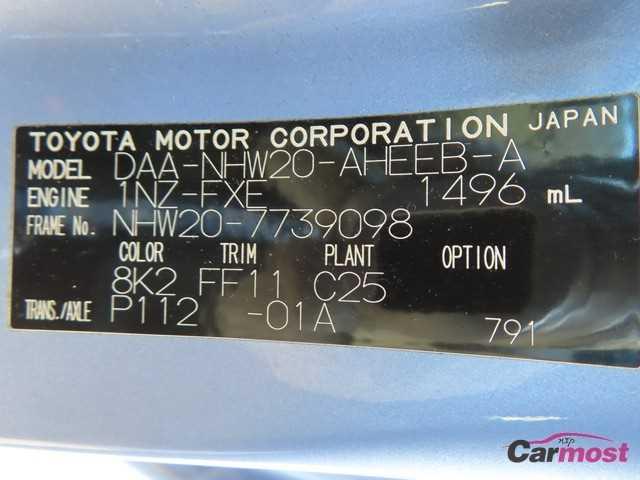 TOYOTA MOTOR CORPORATION JAPAN
MODEL DAA-NHW20-AHEEB-A
ENGINE 1NZ-FXE 1496 mL
FRAME No. NHW20-7739098
COLOR TRIM PLANT OPTION
8K2 FF11 C25
TRANS./AXLE P112 -01A 791
Carmost